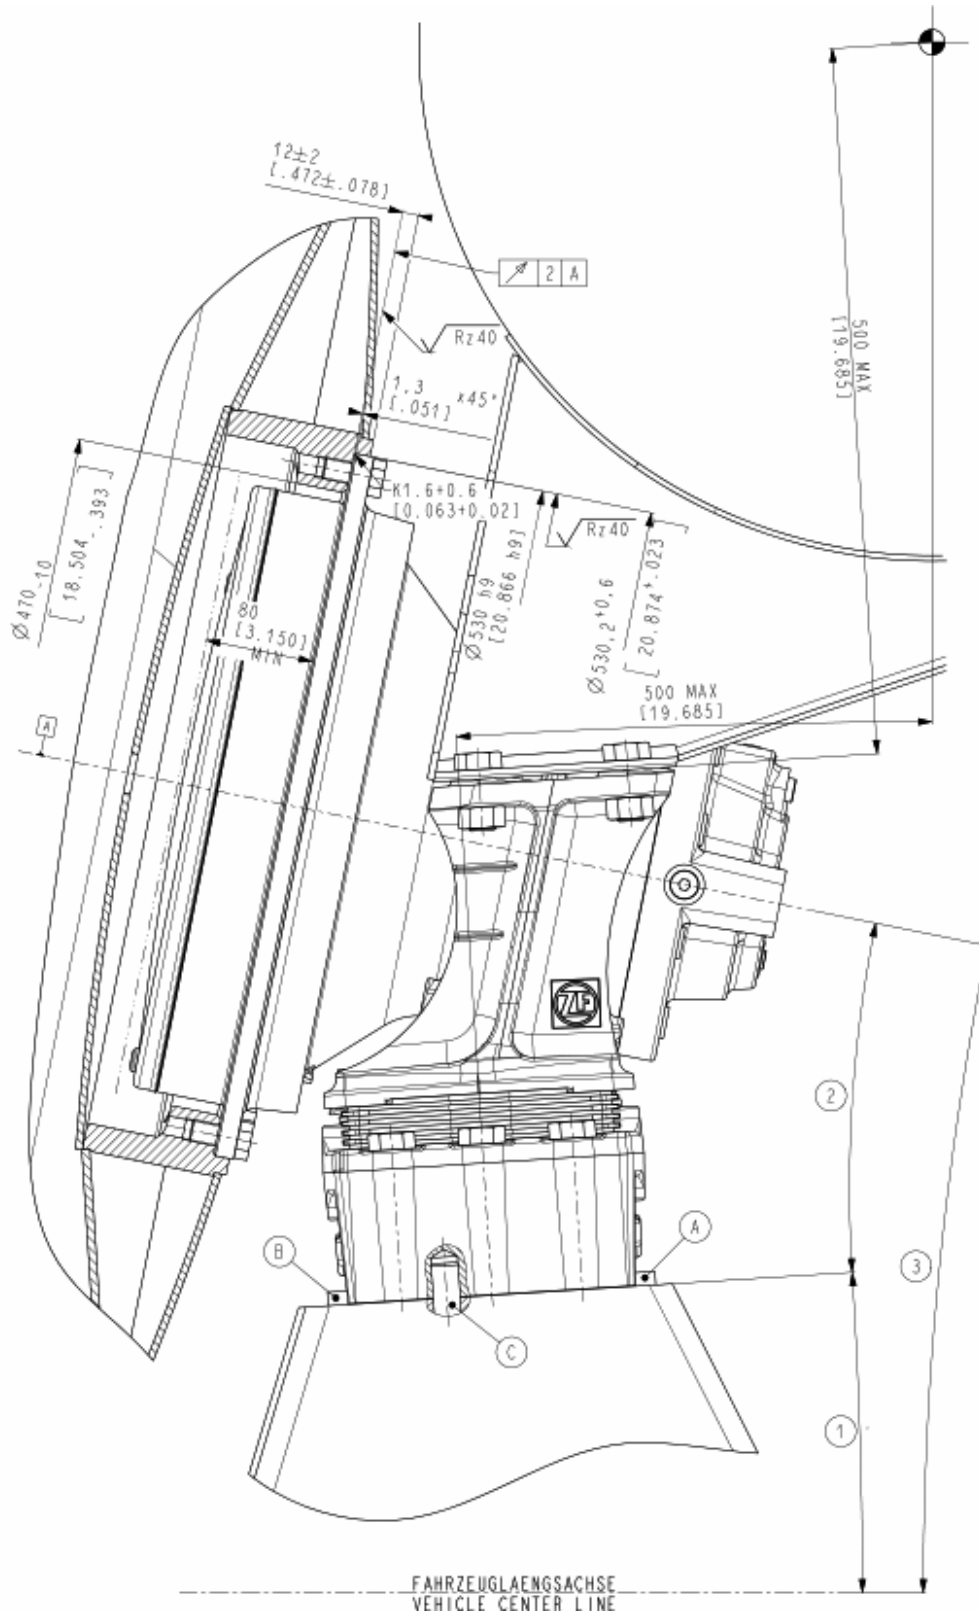 12±2
[.472±.078]
2 A
Rz40
1.3
[.051]
x45°
500 MAX
[19.685]
K1.6+0.6
[0.063+0.02]
Rz40
Ø470-10
[18.504-.393]
80
[3.150]
MIN
Ø530 h9
[20.866 h9]
Ø530.2+0.6
[20.874+.023]
500 MAX
[19.685]
A
ZF
2
A
B
3
C
1
FAHRZEUGLAENGSACHSE
VEHICLE CENTER LINE